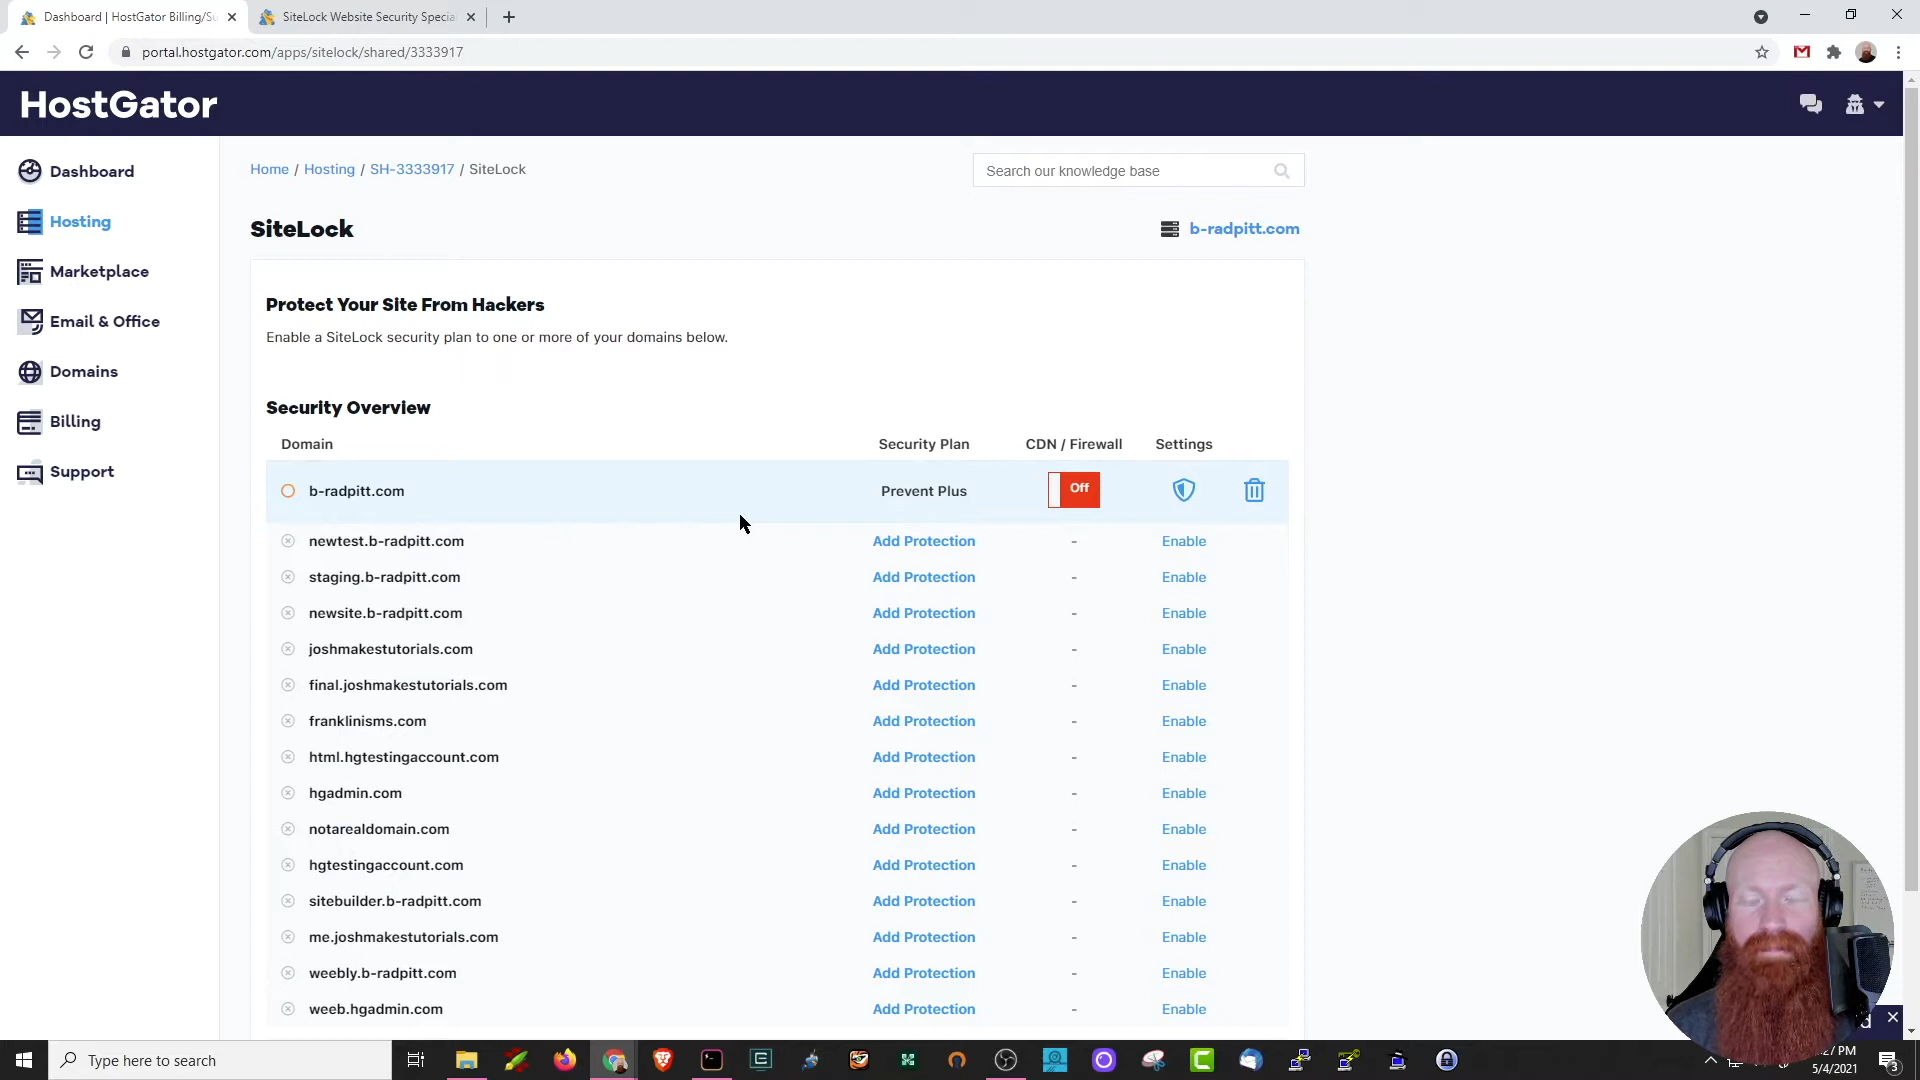 Dashboard | HostGator Billing/Su
SiteLock Website Security Specia
portal.hostgator.com/apps/sitelock/shared/3333917
HostGator
Dashboard
Hosting
Marketplace
Email & Office
Domains
Billing
Support
Home / Hosting / SH-3333917 / SiteLock
Search our knowledge base
SiteLock
b-radpitt.com
Protect Your Site From Hackers
Enable a SiteLock security plan to one or more of your domains below.
Security Overview
Domain Security Plan CDN / Firewall Settings
b-radpitt.com Prevent Plus Off
newtest.b-radpitt.com Add Protection - Enable
staging.b-radpitt.com Add Protection - Enable
newsite.b-radpitt.com Add Protection - Enable
joshmakestutorials.com Add Protection - Enable
final.joshmakestutorials.com Add Protection - Enable
franklinisms.com Add Protection - Enable
html.hgtestingaccount.com Add Protection - Enable
hgadmin.com Add Protection - Enable
notarealdomain.com Add Protection - Enable
hgtestingaccount.com Add Protection - Enable
sitebuilder.b-radpitt.com Add Protection - Enable
me.joshmakestutorials.com Add Protection - Enable
weebly.b-radpitt.com Add Protection - Enable
weeb.hgadmin.com Add Protection - Enable
Type here to search
:27 PM
5/4/2021
3